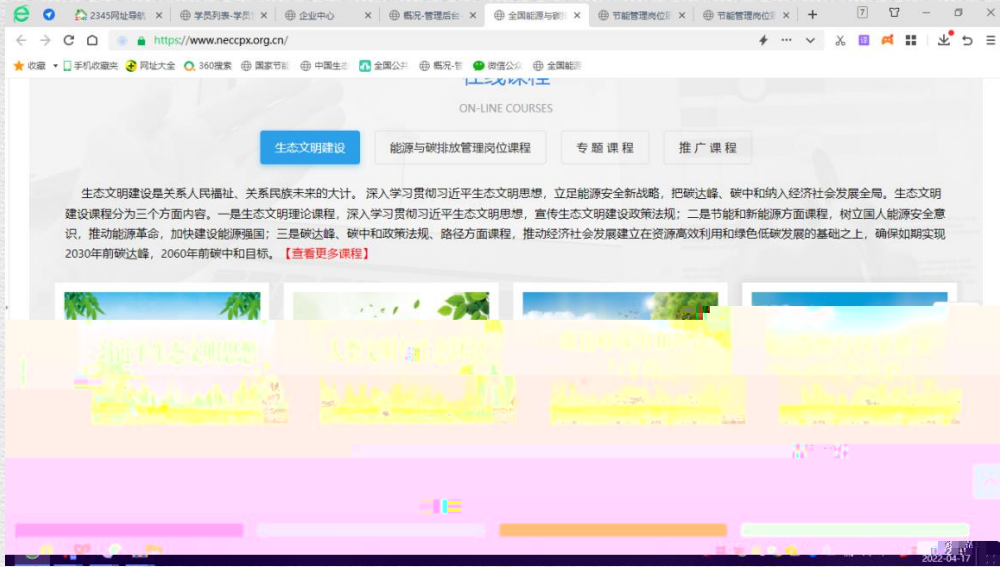 2345网址导航
学员列表-学员
企业中心
概况-管理后台
全国能源与碳
节能管理岗位
节能管理岗位
https://www.neccpx.org.cn/
收藏
手机收藏夹
网址大全
360搜索
国家节能
中国生态
全国公共
概况-管
微信公众
全国能源
在线课程
ON-LINE COURSES
生态文明建设
能源与碳排放管理岗位课程
专 题 课 程
推 广 课 程
生态文明建设是关系人民福祉、关系民族未来的大计。 深入学习贯彻习近平生态文明思想，立足能源安全新战略，把碳达峰、碳中和纳入经济社会发展全局。生态文明
建设课程分为三个方面内容。一是生态文明理论课程，深入学习贯彻习近平生态文明思想，宣传生态文明建设政策法规；二是节能和新能源方面课程，树立国人能源安全意
识，推动能源革命，加快建设能源强国；三是碳达峰、碳中和政策法规、路径方面课程，推动经济社会发展建立在资源高效利用和绿色低碳发展的基础之上，确保如期实现
2030年前碳达峰，2060年前碳中和目标。【查看更多课程】
习近平生态文明思想
2022-04-17